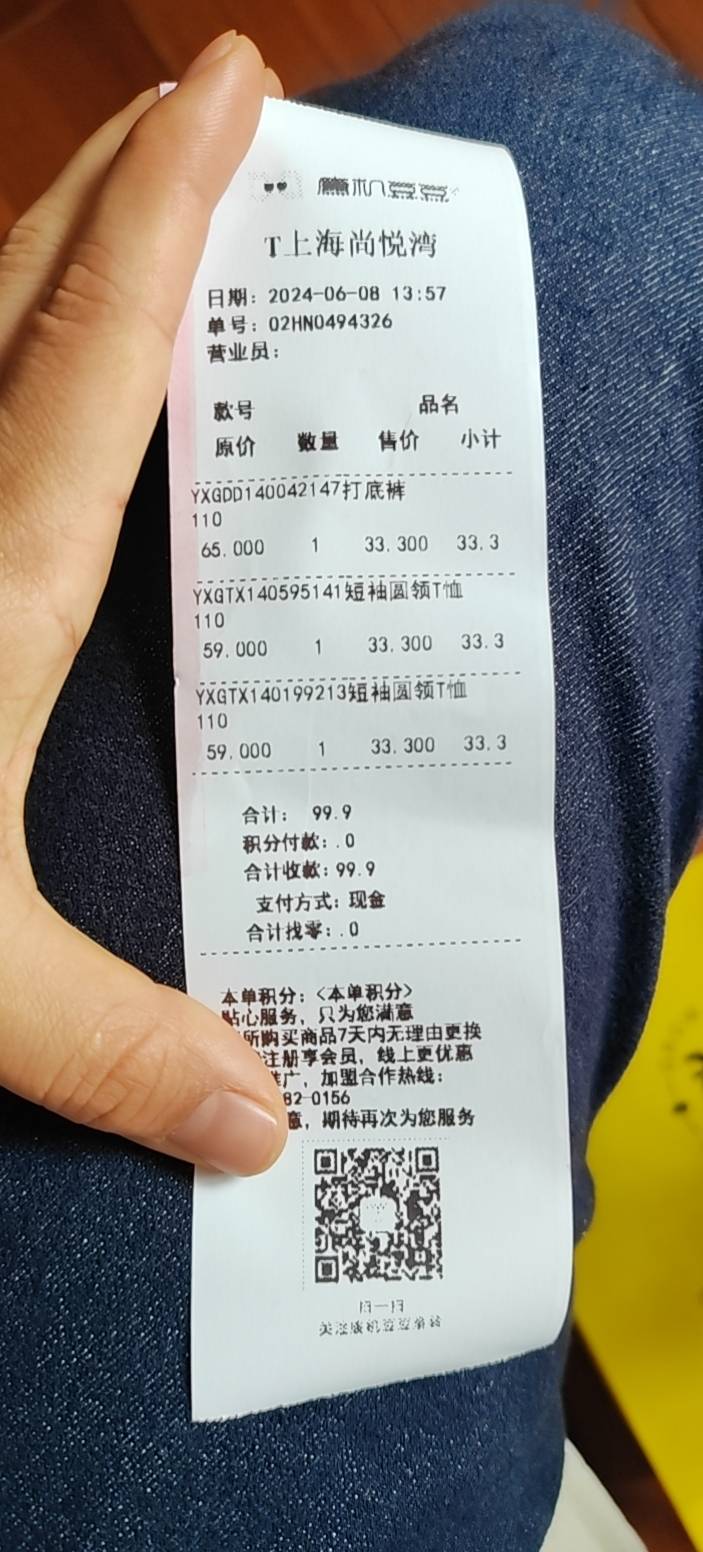 T上海尚悦湾
日期: 2024-06-08 13:57
单号: 02HN0494326
营业员:
款号 品名
原价 数量 售价 小计
YXGDD140042147打底裤
110
65.000 1 33.300 33.3
YXGTX140595141短袖圆领T恤
110
59.000 1 33.300 33.3
YXGTX140199213短袖圆领T恤
110
59.000 1 33.300 33.3
合计: 99.9
积分付款: .0
合计收款: 99.9
支付方式: 现金
合计找零: .0
本单积分: <本单积分>
贴心服务, 只为您满意
所购买商品7天内无理由更换
注册享会员, 线上更优惠
广, 加盟合作热线:
82-0156
意, 期待再次为您服务
扫一扫